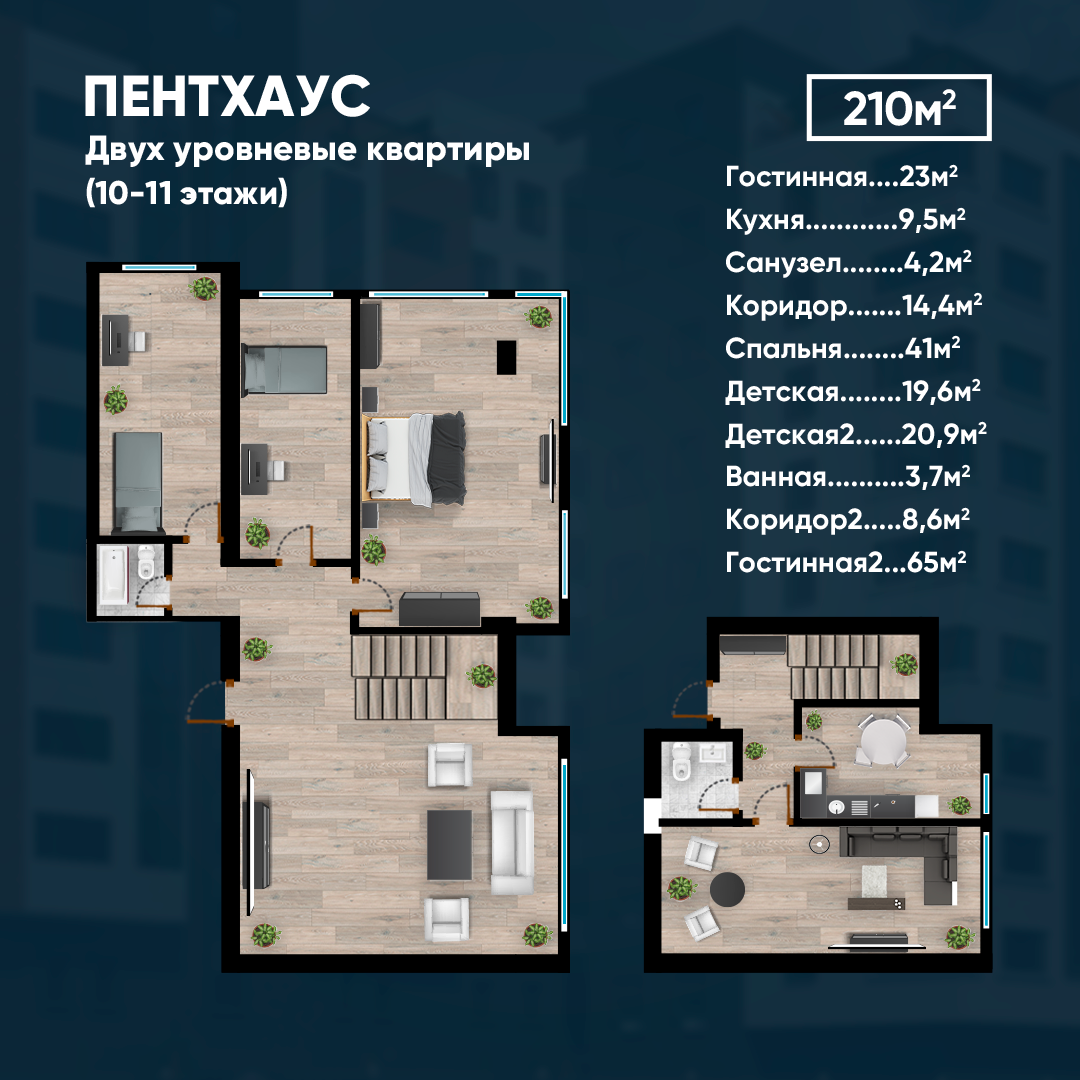 ПЕНТХАУС
Двух уровневые квартиры
(10-11 этажи)
210м²
Гостинная....23м²
Кухня............9,5м²
Санузел........4,2м²
Коридор.......14,4м²
Спальня........41м²
Детская........19,6м²
Детская2......20,9м²
Ванная..........3,7м²
Коридор2.....8,6м²
Гостинная2...65м²